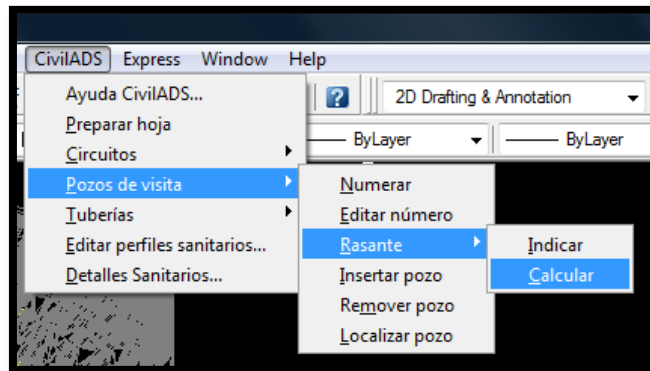 CivilADS Express Window Help
Ayuda CivilADS...
2D Drafting & Annotation
Preparar hoja
Circuitos
ByLayer ByLayer
Pozos de visita
Numerar
Tuberías
Editar número
Editar perfiles sanitarios...
Rasante
Indicar
Detalles Sanitarios...
Insertar pozo
Calcular
Remover pozo
Localizar pozo